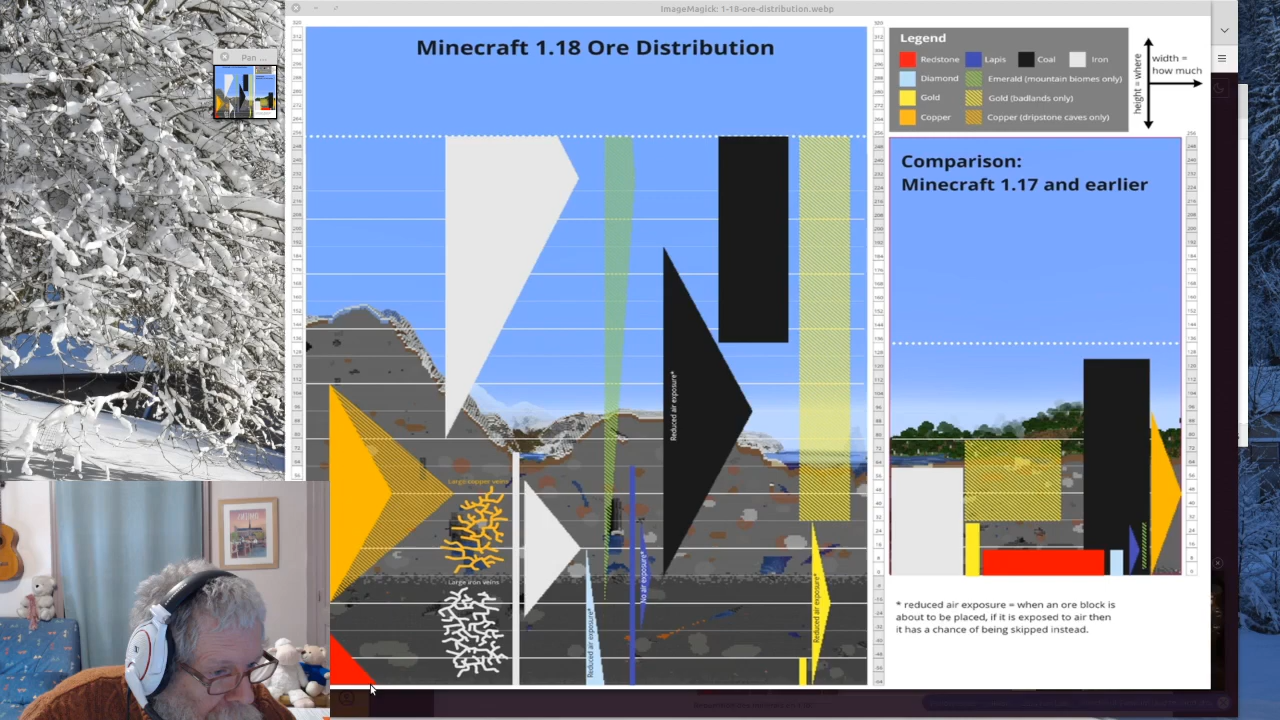 ImageMagick: 1-18-ore-distribution.webp
Pan ...
Minecraft 1.18 Ore Distribution
Legend
Redstone
Lapis
Coal
Iron
Diamond
Emerald (mountain biomes only)
Gold
Gold (badlands only)
Copper
Copper (dripstone caves only)
height = where
width =
how much
Comparison:
Minecraft 1.17 and earlier
Reduced air exposure*
Large copper veins
Large iron veins
Reduced air exposure*
No air exposure*
Reduced air exposure*
* reduced air exposure = when an ore block is
about to be placed, if it is exposed to air then
it has a chance of being skipped instead.